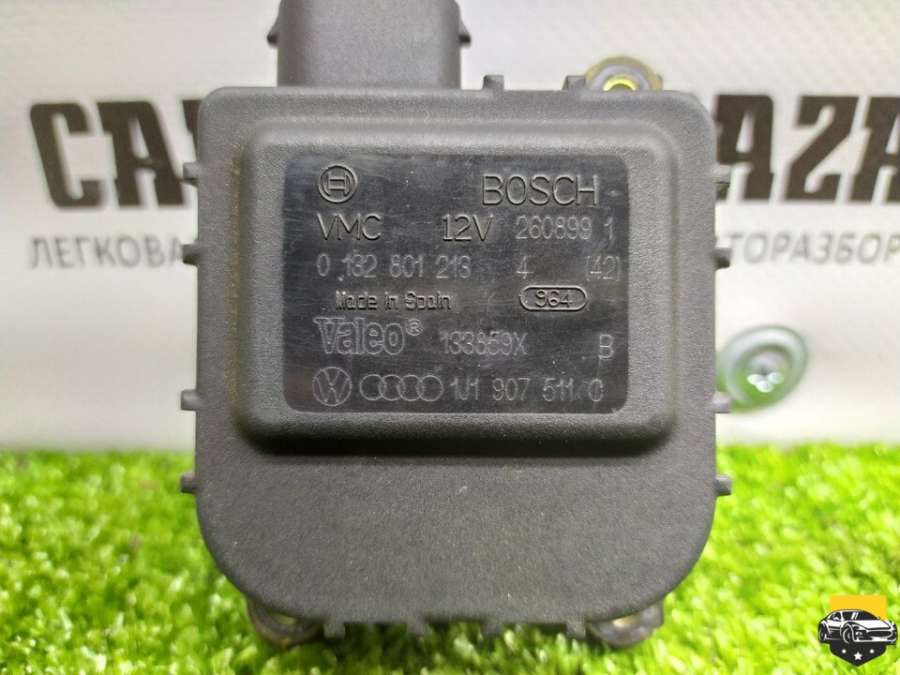 CAR
AZA
ЛЕГКОВА
ТОРАЗБОР
BOSCH
VMC 12V 260899 1
0 132 801 213 4 (42)
Made in Spain 964
Valeo® 133859X B
1J1 907 511 C